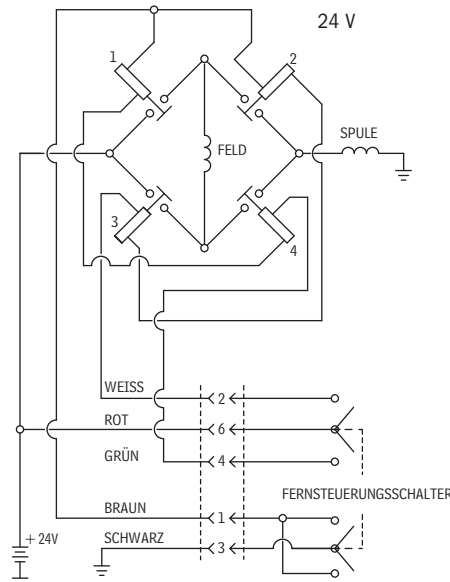 24 V
1
2
SPULE
FELD
3
4
WEISS
2
ROT
6
GRÜN
4
FERNSTEUERUNGSSCHALTER
BRAUN
1
+ 24V
SCHWARZ
3